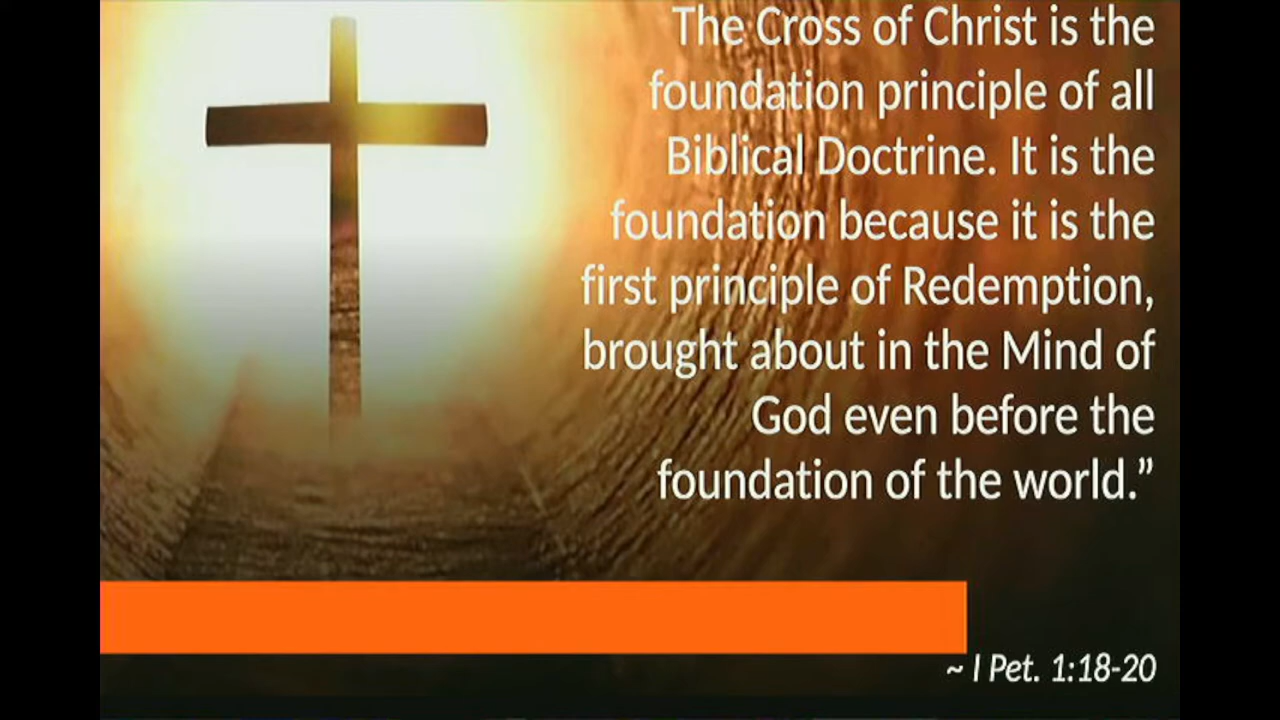 The Cross of Christ is the
foundation principle of all
Biblical Doctrine. It is the
foundation because it is the
first principle of Redemption,
brought about in the Mind of
God even before the
foundation of the world.”
~ I Pet. 1:18-20